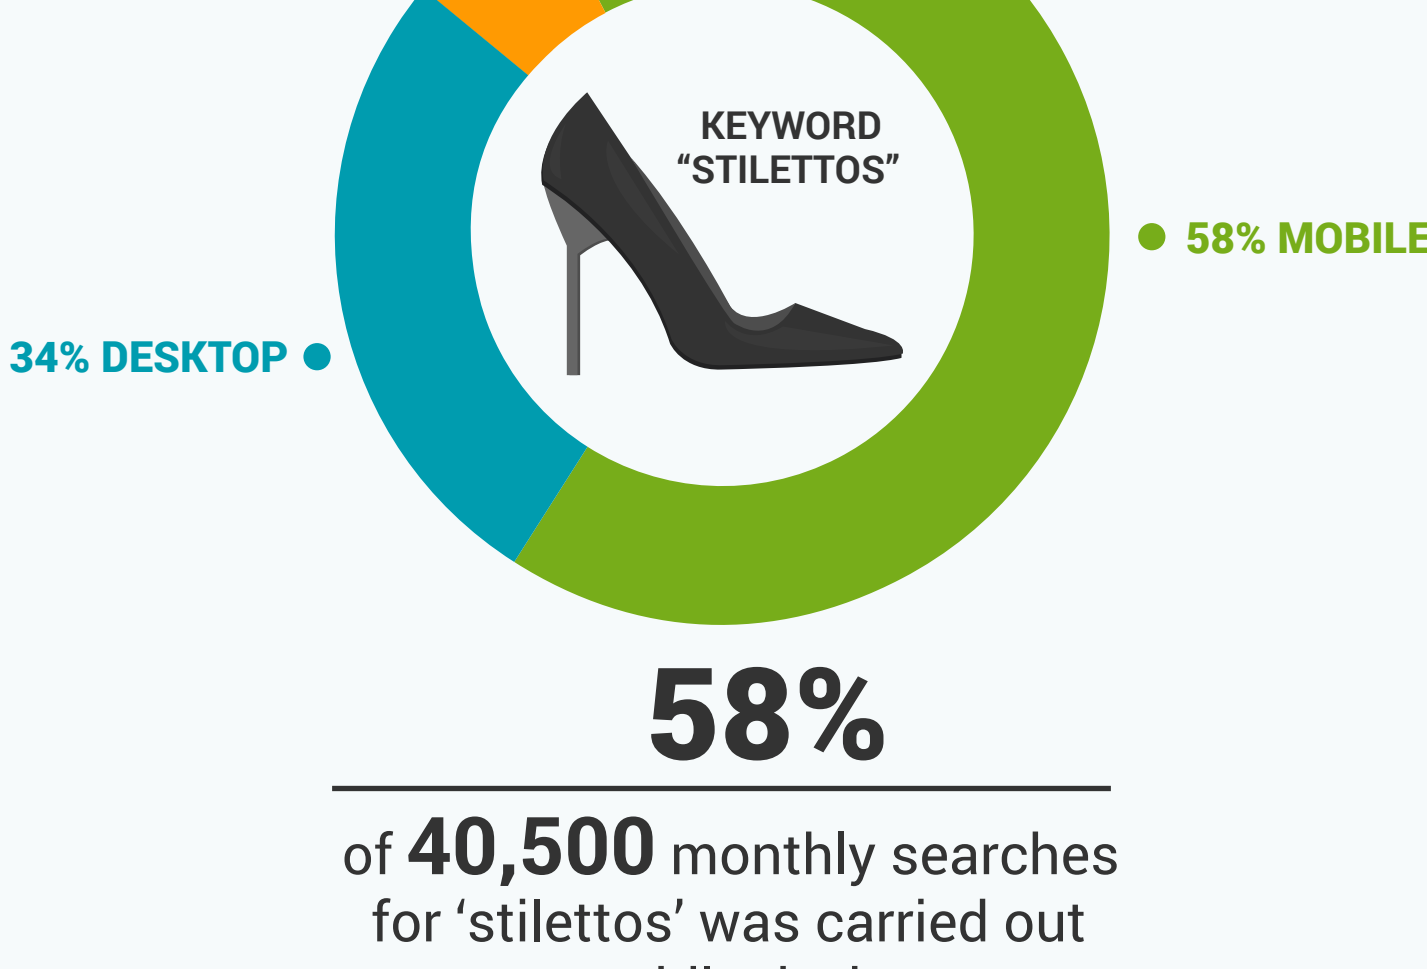 KEYWORD
“STILETTOS”
58% MOBILE
34% DESKTOP
58%
of 40,500 monthly searches
for ‘stilettos’ was carried out